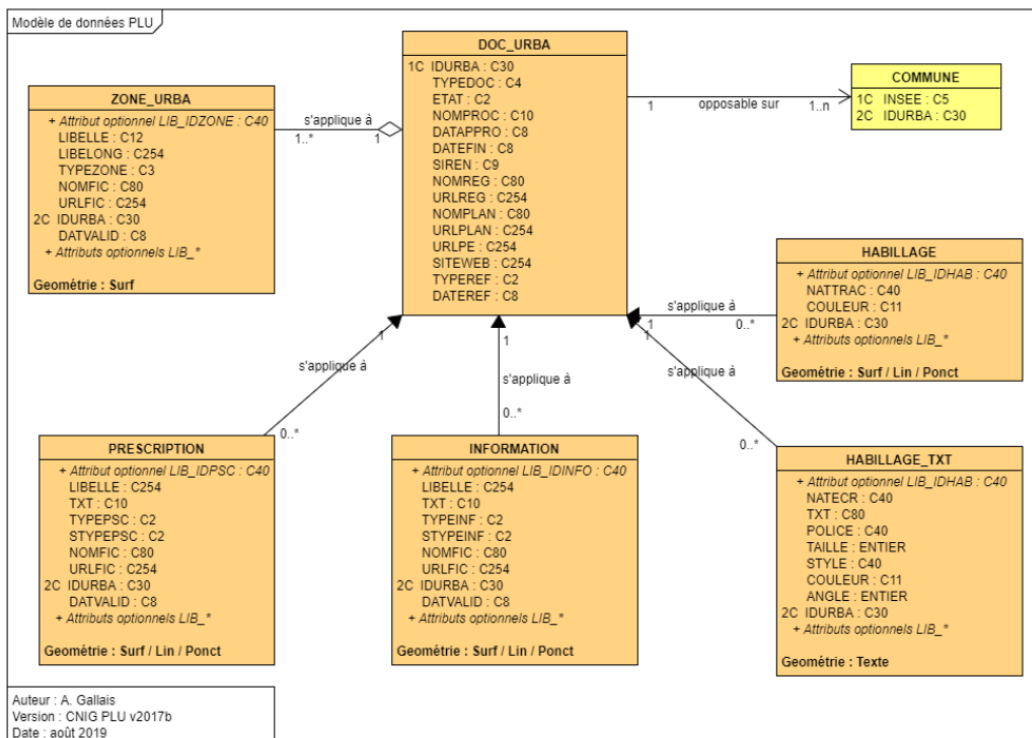 Modèle de données PLU
DOC_URBA
1C IDURBA : C30
TYPEDOC : C4
ETAT : C2
NOMPROC : C10
DATAPPRO : C8
DATEFIN : C8
SIREN : C9
NOMREG : C80
URLREG : C254
NOMPLAN : C80
URLPLAN : C254
URLPE : C254
SITEWEB : C254
TYPEREF : C2
DATEREF : C8
COMMUNE
1C INSEE : C5
2C IDURBA : C30
1
opposable sur
1..n
ZONE_URBA
+ Attribut optionnel LIB_IDZONE : C40
LIBELLE : C12
LIBELONG : C254
TYPEZONE : C3
NOMFIC : C80
URLFIC : C254
2C IDURBA : C30
DATVALID : C8
+ Attributs optionnels LIB_*
Geométrie : Surf
s'applique à
1..*
1
HABILLAGE
+ Attribut optionnel LIB_IDHAB : C40
NATTRAC : C40
COULEUR : C11
2C IDURBA : C30
+ Attributs optionnels LIB_*
Geométrie : Surf / Lin / Ponct
s'applique à
1
0..*
1
s'applique à
0..*
1
s'applique à
0..*
1
s'applique à
0..*
PRESCRIPTION
+ Attribut optionnel LIB_IDPSC : C40
LIBELLE : C254
TXT : C10
TYPEPSC : C2
STYPEPSC : C2
NOMFIC : C80
URLFIC : C254
2C IDURBA : C30
DATVALID : C8
+ Attributs optionnels LIB_*
Geométrie : Surf / Lin / Ponct
INFORMATION
+ Attribut optionnel LIB_IDINFO : C40
LIBELLE : C254
TXT : C10
TYPEINF : C2
STYPEINF : C2
NOMFIC : C80
URLFIC : C254
2C IDURBA : C30
DATVALID : C8
+ Attributs optionnels LIB_*
Geométrie : Surf / Lin / Ponct
HABILLAGE_TXT
+ Attribut optionnel LIB_IDHAB : C40
NATECR : C40
TXT : C80
POLICE : C40
TAILLE : ENTIER
STYLE : C40
COULEUR : C11
ANGLE : ENTIER
2C IDURBA : C30
+ Attributs optionnels LIB_*
Géométrie : Texte
Auteur : A. Gallais
Version : CNIG PLU v2017b
Date : août 2019